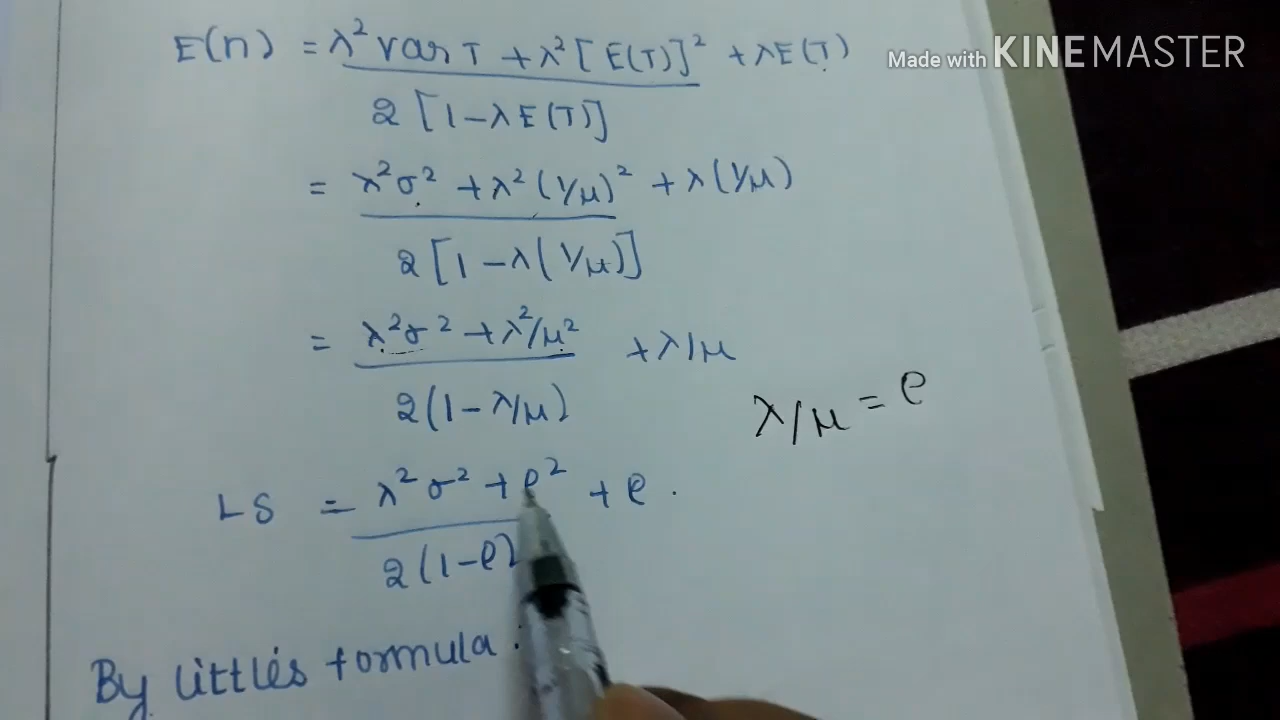 E(n) = λ² Var T + λ² [E(T)]² + λE(T)
2 [1 - λ E(T)]
= λ²σ² + λ² (1/μ)² + λ(1/μ)
2 [1 - λ(1/μ)]
= λ²σ² + λ²/μ² + λ/μ
2(1 - λ/μ)
λ/μ = ρ
LS = λ²σ² + ρ² + ρ.
2(1-ρ)
By Little's formula:
Made with KINEMASTER